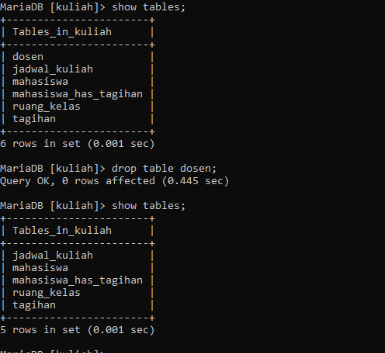 MariaDB [kuliah]> show tables;
+-----------------------+
| Tables_in_kuliah      |
+-----------------------+
| dosen                 |
| jadwal_kuliah         |
| mahasiswa             |
| mahasiswa_has_tagihan |
| ruang_kelas           |
| tagihan               |
+-----------------------+
6 rows in set (0.001 sec)
MariaDB [kuliah]> drop table dosen;
Query OK, 0 rows affected (0.445 sec)
MariaDB [kuliah]> show tables;
+-----------------------+
| Tables_in_kuliah      |
+-----------------------+
| jadwal_kuliah         |
| mahasiswa             |
| mahasiswa_has_tagihan |
| ruang_kelas           |
| tagihan               |
+-----------------------+
5 rows in set (0.001 sec)